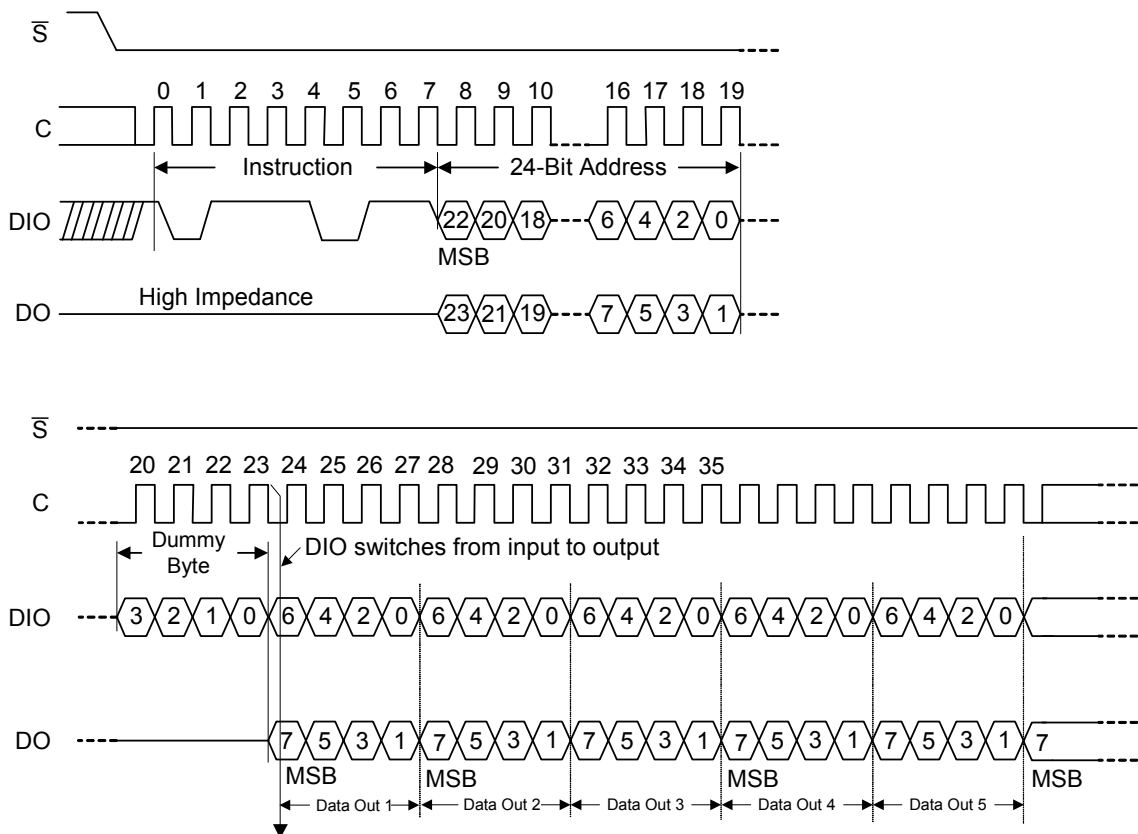 S̅
0 1 2 3 4 5 6 7 8 9 10 16 17 18 19
C
Instruction 24-Bit Address
DIO 22 20 18 6 4 2 0
MSB
High Impedance
DO 23 21 19 7 5 3 1
S̅
20 21 22 23 24 25 26 27 28 29 30 31 32 33 34 35
C
Dummy
Byte
DIO switches from input to output
DIO 3 2 1 0 6 4 2 0 6 4 2 0 6 4 2 0 6 4 2 0 6 4 2 0
DO 7 5 3 1 7 5 3 1 7 5 3 1 7 5 3 1 7 5 3 1 7
MSB MSB MSB MSB
Data Out 1 Data Out 2 Data Out 3 Data Out 4 Data Out 5